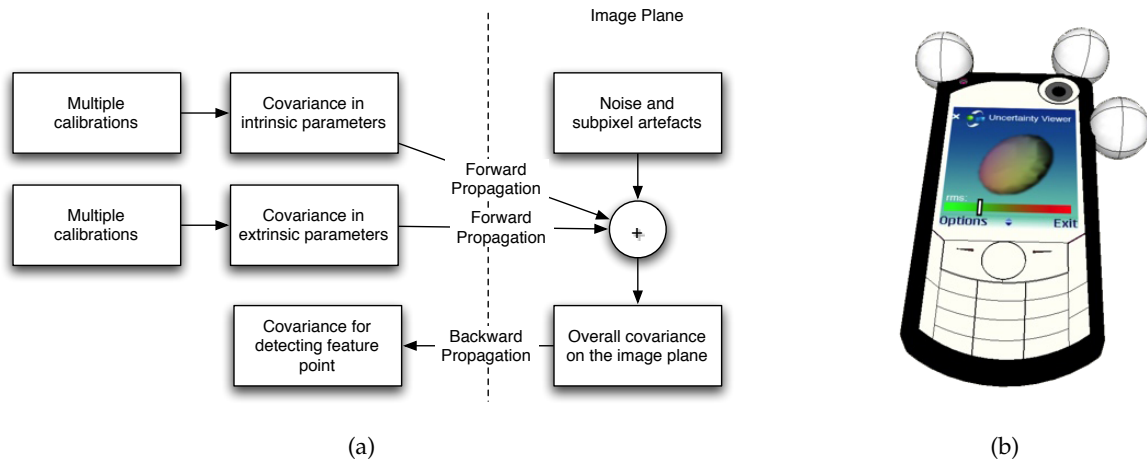 Image Plane
Multiple
calibrations
Covariance in
intrinsic parameters
Noise and
subpixel artefacts
Forward
Propagation
Multiple
calibrations
Covariance in
extrinsic parameters
Forward
Propagation
+
Covariance for
detecting feature
point
Backward
Propagation
Overall covariance
on the image plane
(a)
× Uncertainty Viewer
rms:
Options
Exit
(b)